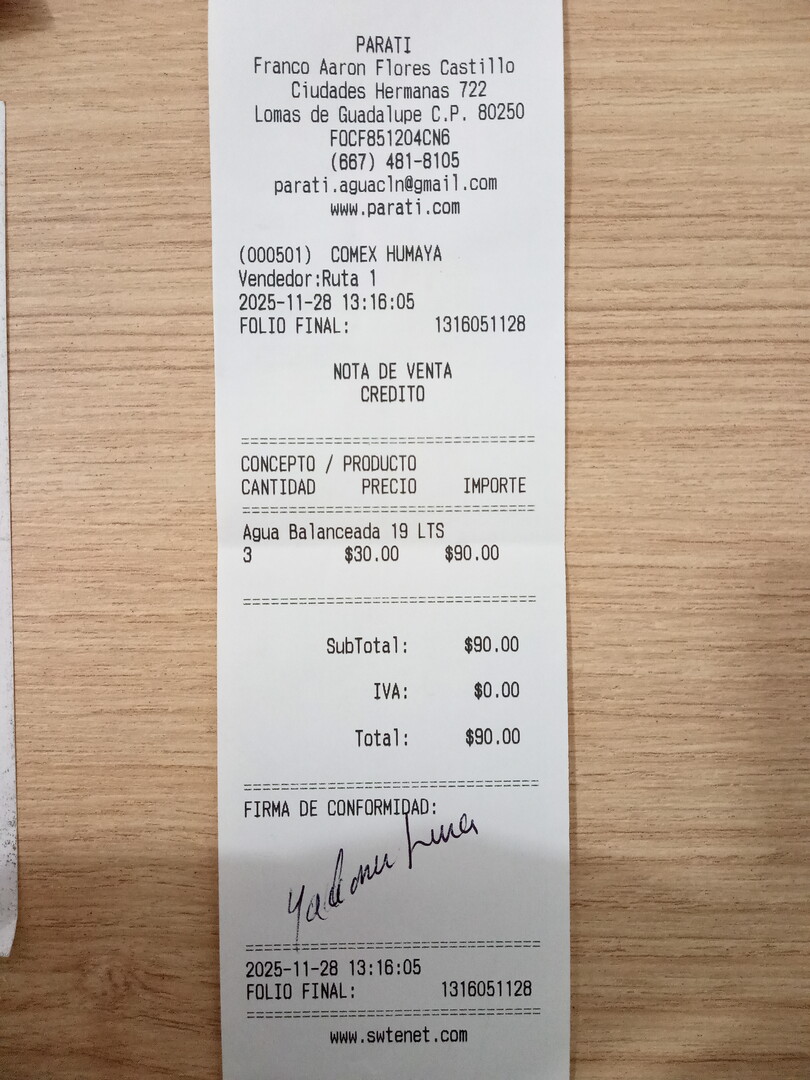 PARATI
Franco Aaron Flores Castillo
Ciudades Hermanas 722
Lomas de Guadalupe C.P. 80250
FOCF851204CN6
(667) 481-8105
parati.aguacln@gmail.com
www.parati.com
(000501) COMEX HUMAYA
Vendedor:Ruta 1
2025-11-28 13:16:05
FOLIO FINAL: 1316051128
NOTA DE VENTA
CREDITO
================================
CONCEPTO / PRODUCTO
CANTIDAD PRECIO IMPORTE
================================
Agua Balanceada 19 LTS
3 $30.00 $90.00
================================
SubTotal: $90.00
IVA: $0.00
Total: $90.00
================================
FIRMA DE CONFORMIDAD:
================================
2025-11-28 13:16:05
FOLIO FINAL: 1316051128
================================
www.swtenet.com